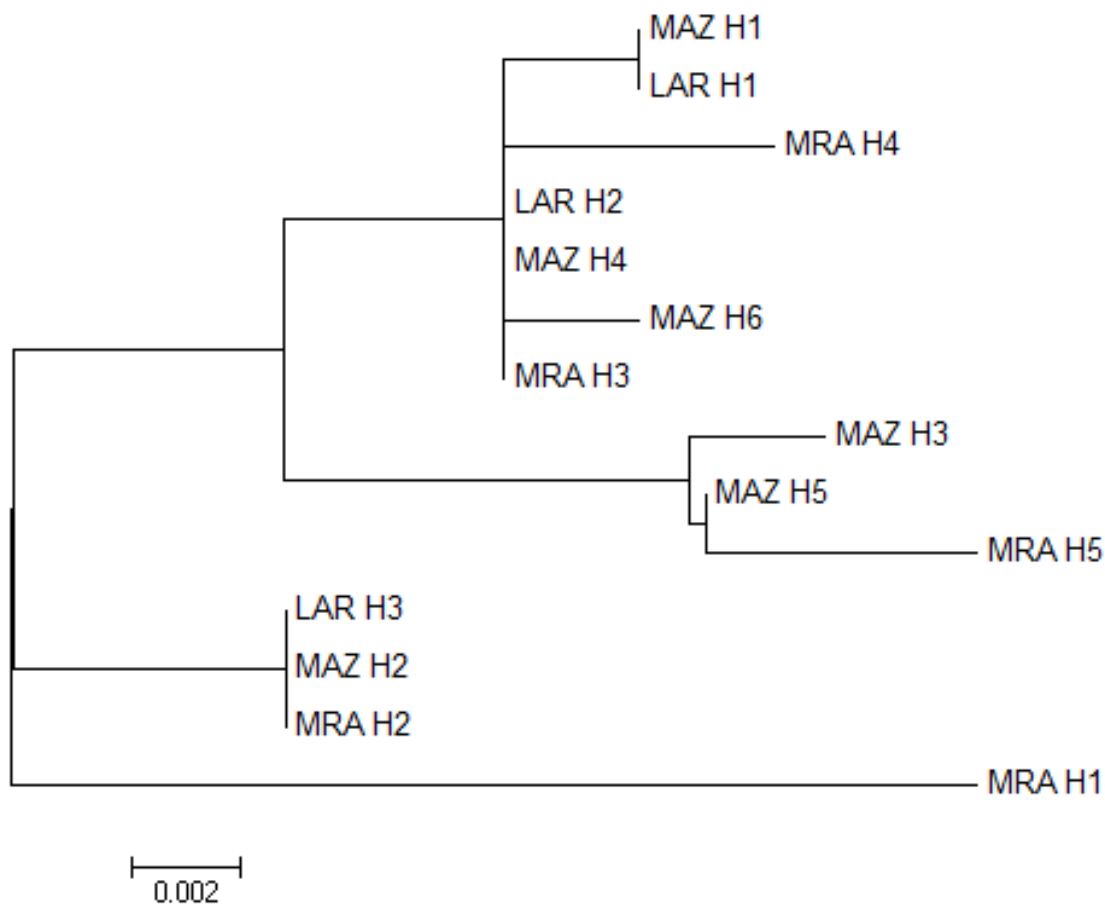 MAZ H1
LAR H1
MRA H4
LAR H2
MAZ H4
MAZ H6
MRA H3
MAZ H3
MAZ H5
MRA H5
LAR H3
MAZ H2
MRA H2
MRA H1
0.002